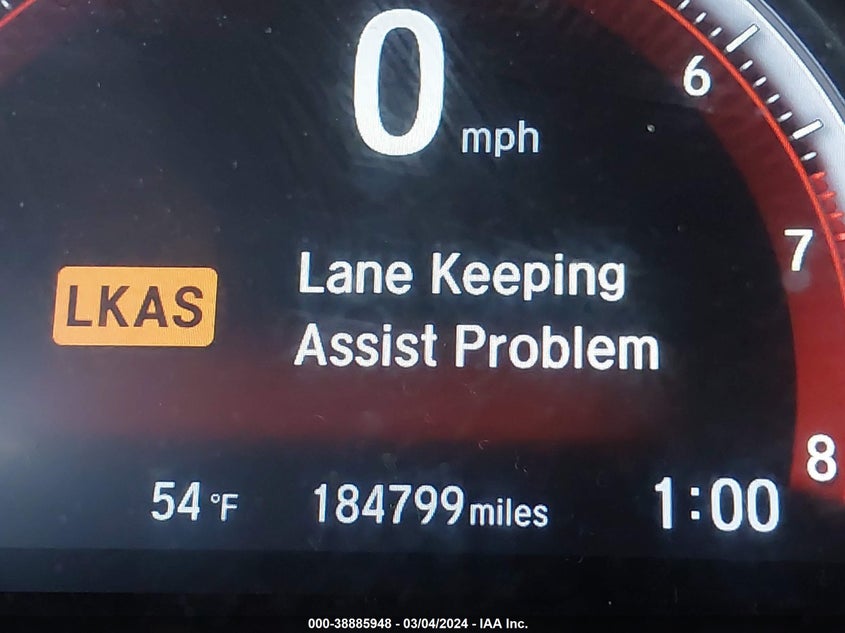 0 mph
6
7
LKAS
Lane Keeping
Assist Problem
8
54 °F 184799 miles 1:00
000-38885948 - 03/04/2024 - IAA Inc.